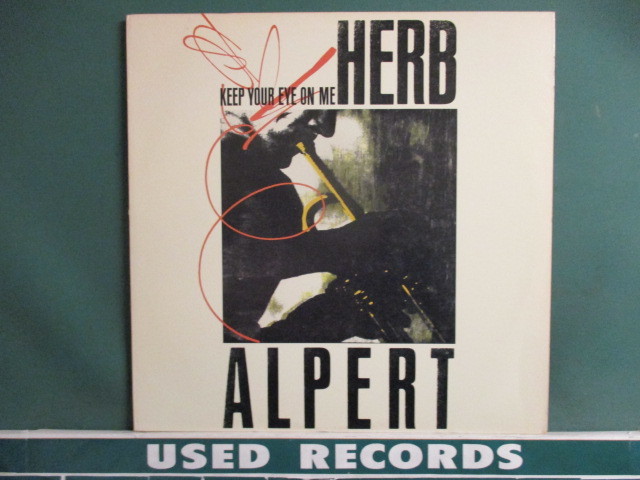 HERB
KEEP YOUR EYE ON ME
ALPERT
USED RECORDS